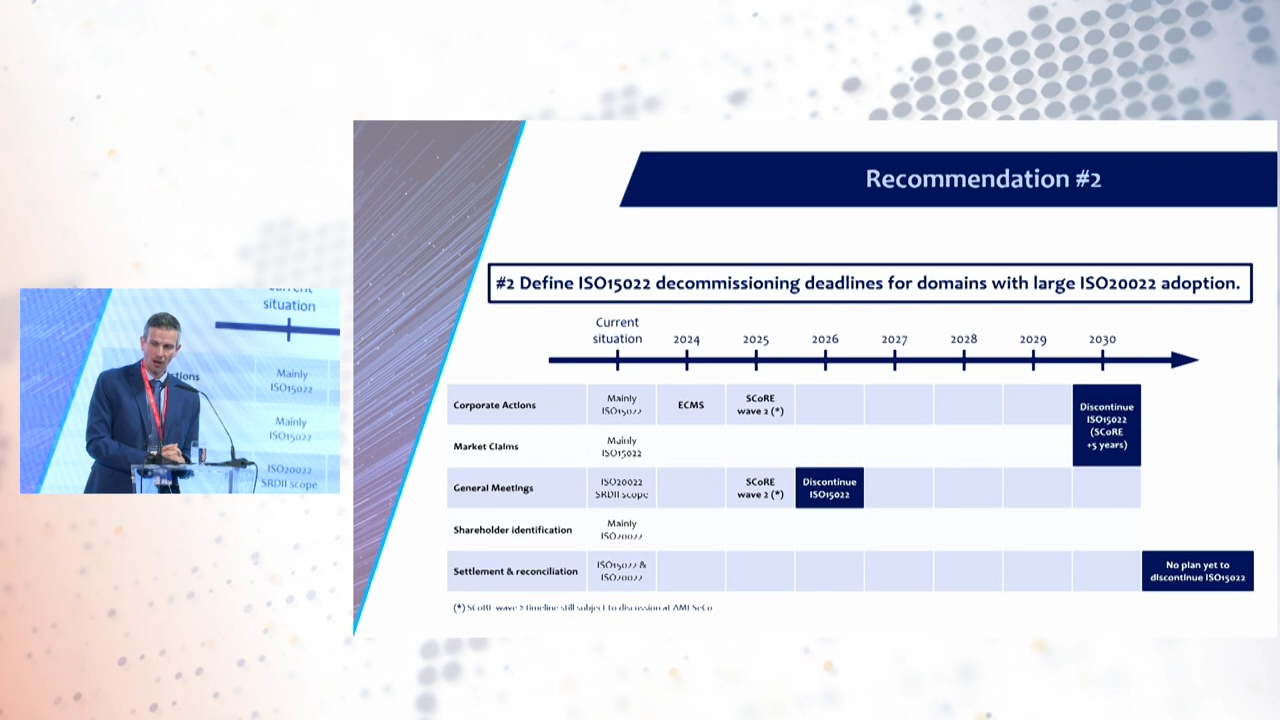 Recommendation #2
#2 Define ISO15022 decommissioning deadlines for domains with large ISO20022 adoption.
Current
situation
2024
2025
2026
2027
2028
2029
2030
Corporate Actions
Mainly
ISO15022
ECMS
SCoRE
wave 2 (*)
Discontinue
ISO15022
(SCoRE
+5 years)
Market Claims
Mainly
ISO15022
General Meetings
ISO20022
SRDII scope
SCoRE
wave 2 (*)
Discontinue
ISO15022
Shareholder identification
Mainly
ISO20022
Settlement & reconciliation
ISO15022 &
ISO20022
No plan yet to
discontinue ISO15022
(*) SCoRE wave 2 timeline still subject to discussion at AMI SeCo
situation
Mainly
ISO15022
Mainly
ISO15022
ISO20022
SRDII scope